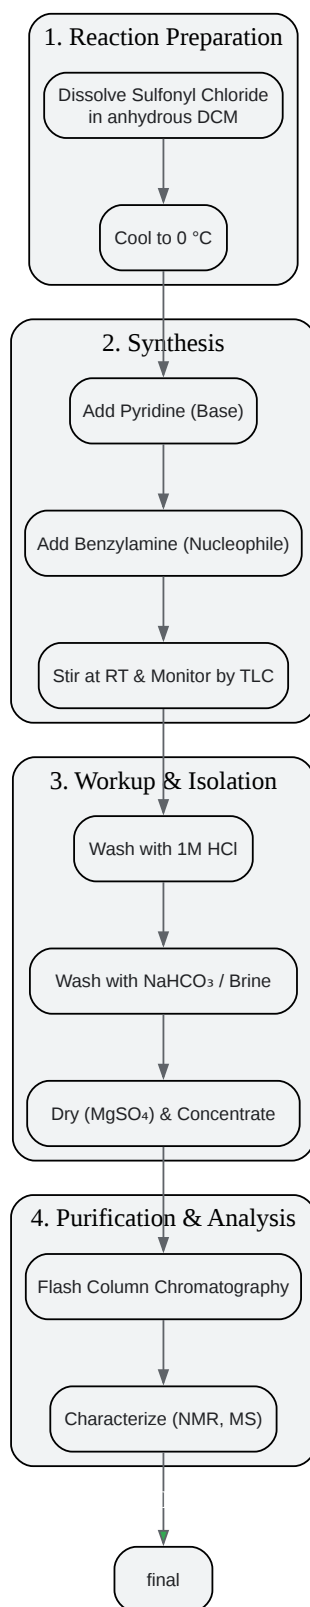 1. Reaction Preparation
Dissolve Sulfonyl Chloride
in anhydrous DCM
Cool to 0 °C
2. Synthesis
Add Pyridine (Base)
Add Benzylamine (Nucleophile)
Stir at RT & Monitor by TLC
3. Workup & Isolation
Wash with 1M HCl
Wash with NaHCO₃ / Brine
Dry (MgSO₄) & Concentrate
4. Purification & Analysis
Flash Column Chromatography
Characterize (NMR, MS)
final